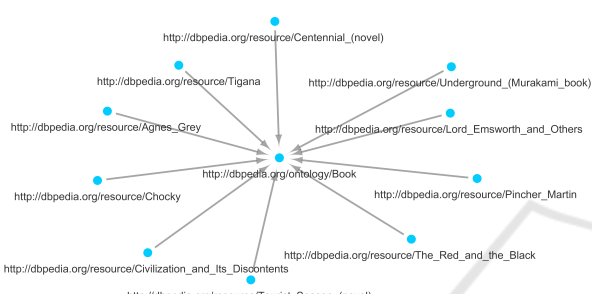 http://dbpedia.org/resource/Centennial_(novel)
http://dbpedia.org/resource/Tigana
http://dbpedia.org/resource/Underground_(Murakami_book)
http://dbpedia.org/resource/Agnes_Grey
http://dbpedia.org/resource/Lord_Emsworth_and_Others
http://dbpedia.org/ontology/Book
http://dbpedia.org/resource/Chocky
http://dbpedia.org/resource/Pincher_Martin
http://dbpedia.org/resource/The_Red_and_the_Black
http://dbpedia.org/resource/Civilization_and_Its_Discontents